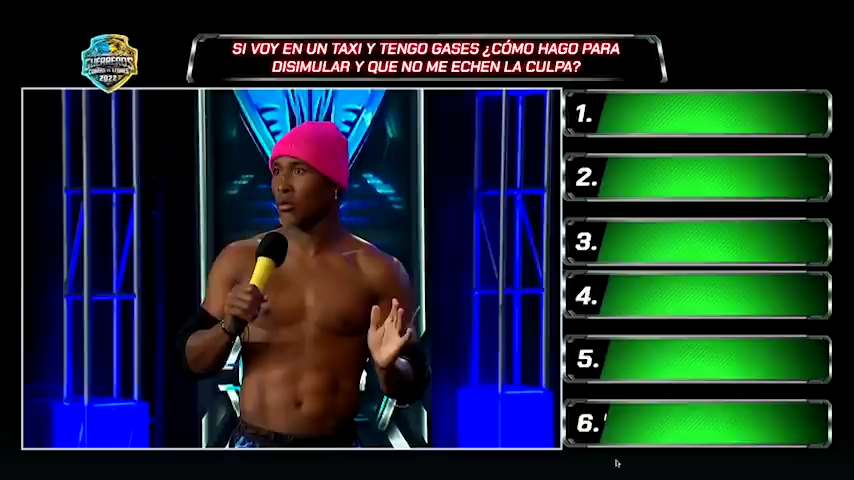 SI VOY EN UN TAXI Y TENGO GASES ¿CÓMO HAGO PARA
DISIMULAR Y QUE NO ME ECHEN LA CULPA?
GUERREROS
2022
1.
2.
3.
4.
5.
6.